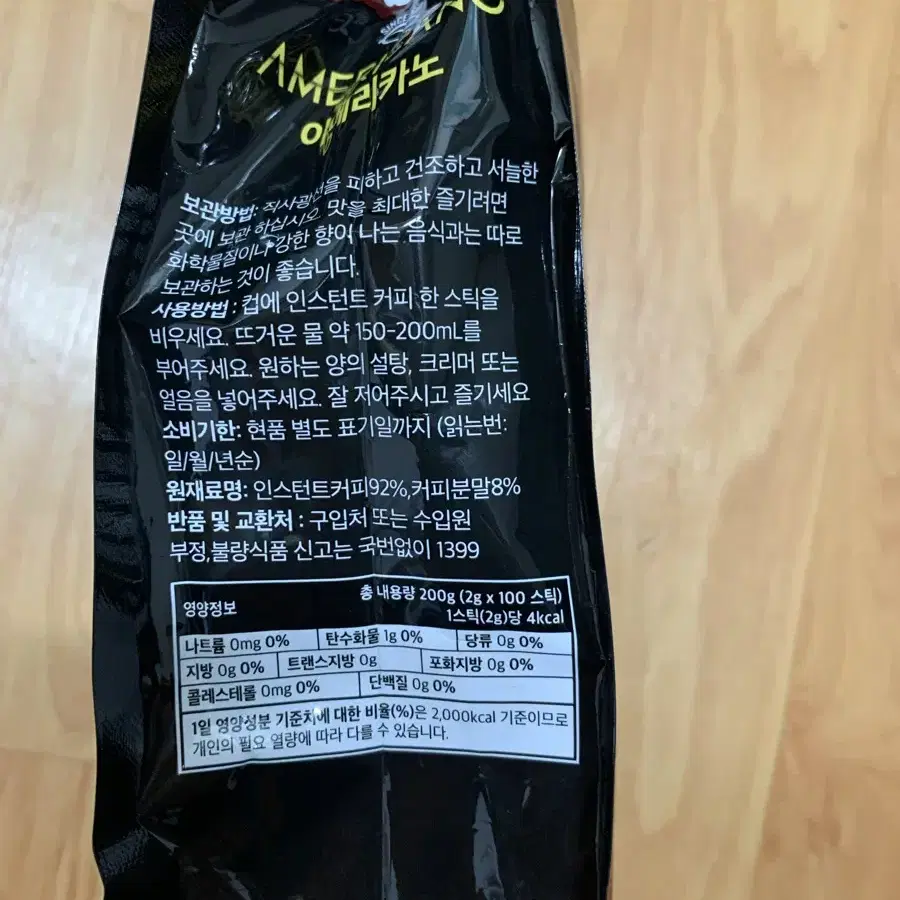 SINCE
AMERICANO
아메리카노
보관방법: 직사광선을 피하고 건조하고 서늘한
곳에 보관 하십시오. 맛을 최대한 즐기려면
화학물질이나 강한 향이 나는 음식과는 따로
보관하는 것이 좋습니다.
사용방법 : 컵에 인스턴트 커피 한 스틱을
비우세요. 뜨거운 물 약 150-200mL를
부어주세요. 원하는 양의 설탕, 크리머 또는
얼음을 넣어주세요. 잘 저어주시고 즐기세요
소비기한: 현품 별도 표기일까지 (읽는번:
일/월/년순)
원재료명: 인스턴트커피92%,커피분말8%
반품 및 교환처 : 구입처 또는 수입원
부정,불량식품 신고는 국번없이 1399
영양정보 총 내용량 200g (2g x 100 스틱)
1스틱(2g)당 4kcal
나트륨 0mg 0% 탄수화물 1g 0% 당류 0g 0%
지방 0g 0% 트랜스지방 0g 포화지방 0g 0%
콜레스테롤 0mg 0% 단백질 0g 0%
1일 영양성분 기준치에 대한 비율(%)은 2,000kcal 기준이므로
개인의 필요 열량에 따라 다를 수 있습니다.